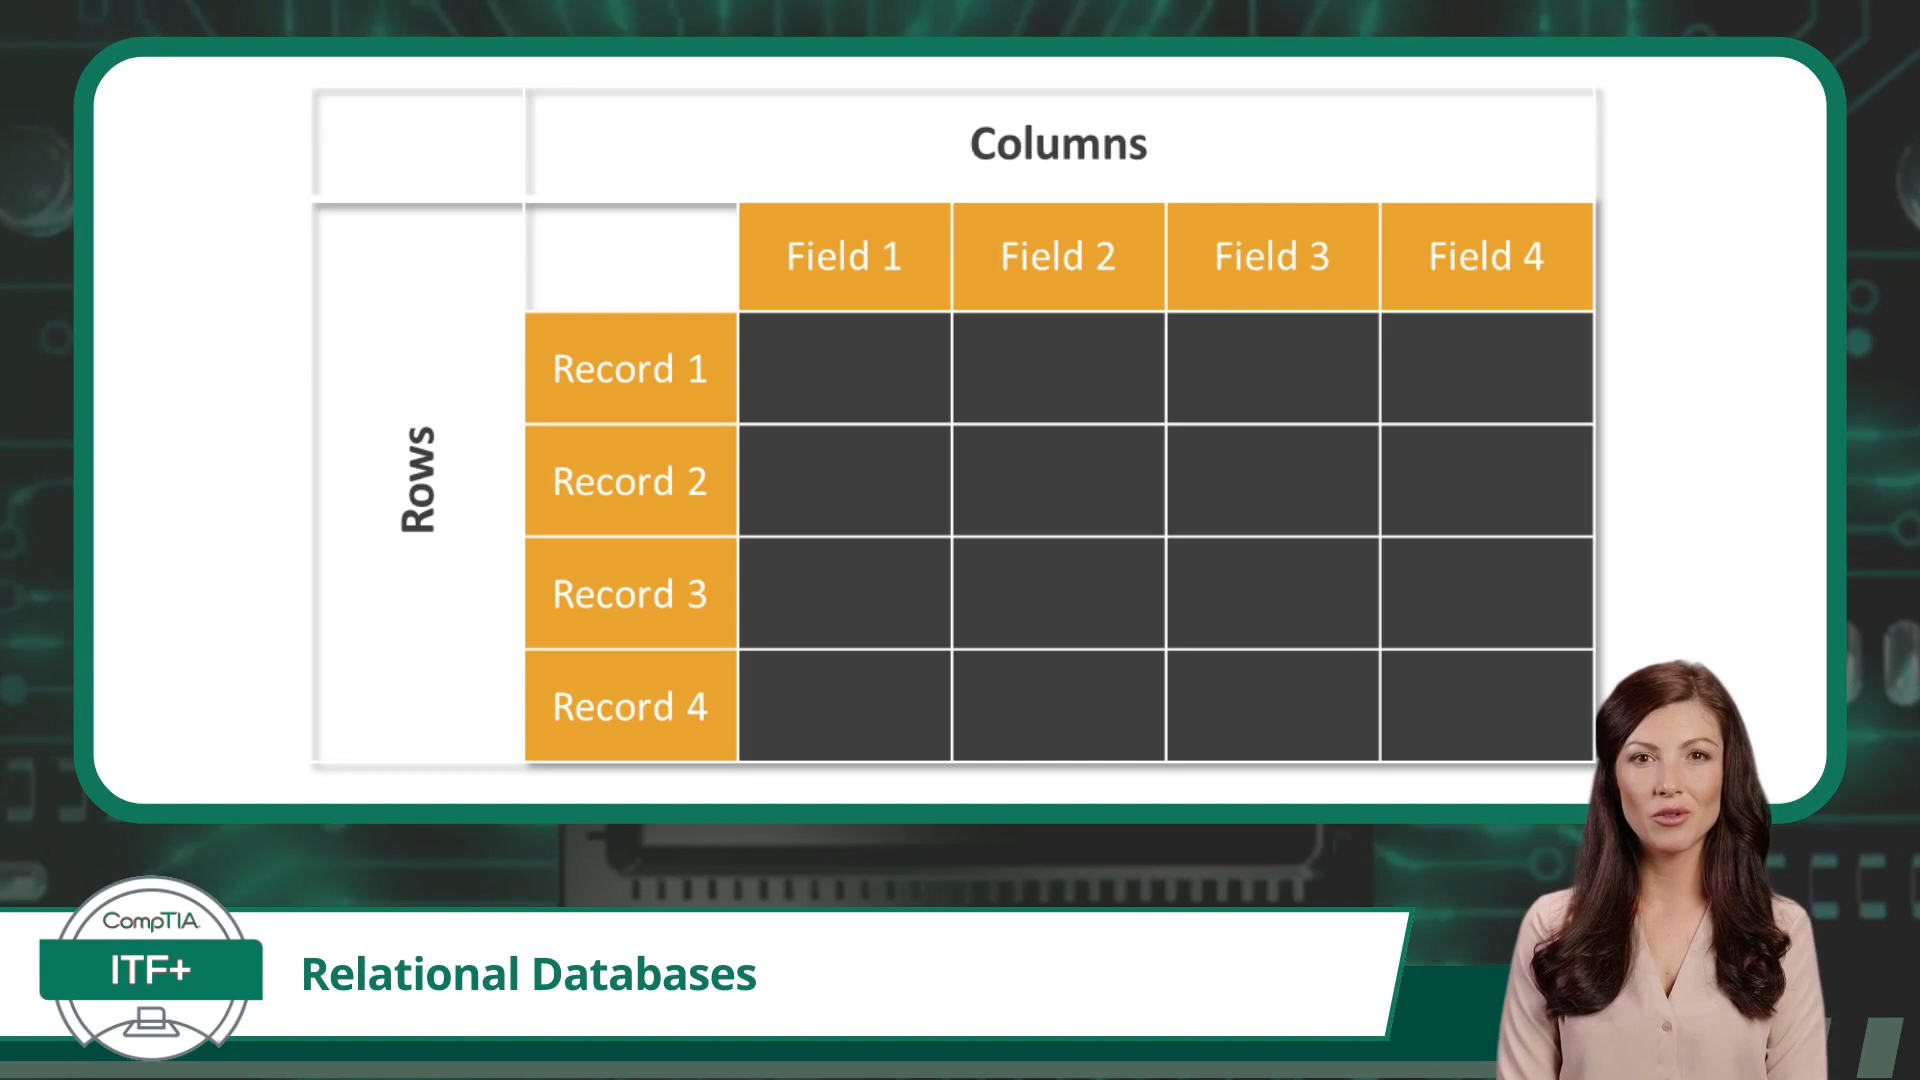 Columns
Field 1 Field 2 Field 3 Field 4
Rows
Record 1
Record 2
Record 3
Record 4
CompTIA.
ITF+
Relational Databases